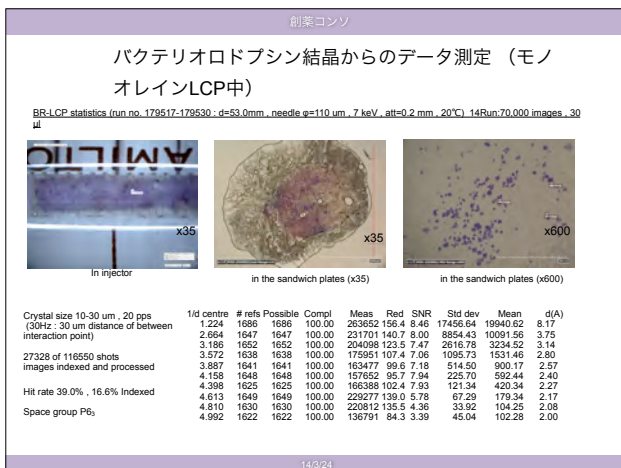 創薬コンソ
バクテリオロドプシン結晶からのデータ測定 （モノ
オレインLCP中）
BR-LCP statistics (run no. 179517-179530 : d=53.0mm , needle φ=110 um , 7 keV , att=0.2 mm , 20℃) 14Run:70,000 images , 30
μl
x35
x35
x600
In injector
in the sandwich plates (x35)
in the sandwich plates (x600)
Crystal size 10-30 um , 20 pps
(30Hz : 30 um distance of between
interaction point)
27328 of 116550 shots
images indexed and processed
Hit rate 39.0% , 16.6% Indexed
Space group P6₃
1/d centre # refs Possible Compl Meas Red SNR Std dev Mean d(A)
1.224 1686 1686 100.00 263652 156.4 8.46 17456.64 19940.62 8.17
2.664 1647 1647 100.00 231701 140.7 8.00 8854.43 10091.56 3.75
3.186 1652 1652 100.00 204098 123.5 7.47 2616.78 3234.52 3.14
3.572 1638 1638 100.00 175951 107.4 7.06 1095.73 1531.46 2.80
3.887 1641 1641 100.00 163477 99.6 7.18 514.50 900.17 2.57
4.158 1648 1648 100.00 157652 95.7 7.94 225.70 592.44 2.40
4.398 1625 1625 100.00 166388 102.4 7.93 121.34 420.34 2.27
4.613 1649 1649 100.00 229277 139.0 5.78 67.29 179.34 2.17
4.810 1630 1630 100.00 220812 135.5 4.36 33.92 104.25 2.08
4.992 1622 1622 100.00 136791 84.3 3.39 45.04 102.28 2.00
14/3/24